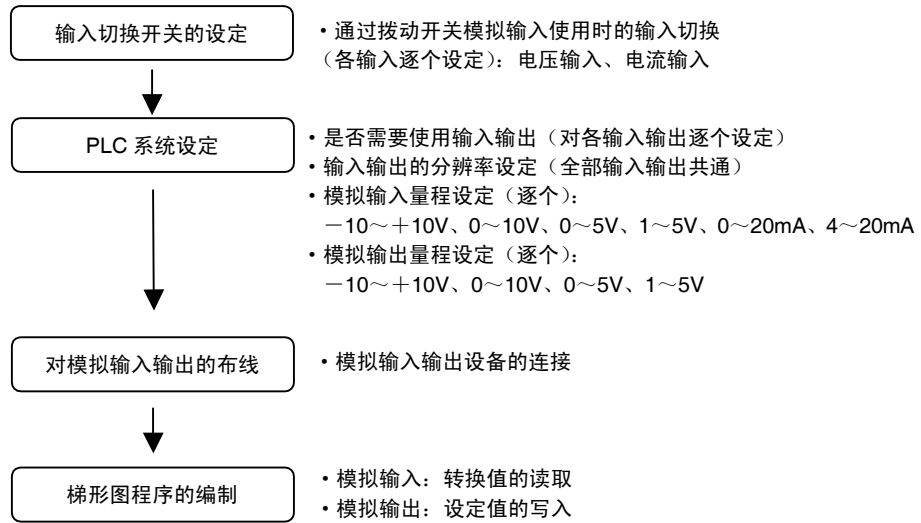 输入切换开关的设定
・通过拨动开关模拟输入使用时的输入切换
（各输入逐个设定）：电压输入、电流输入
PLC 系统设定
・是否需要使用输入输出（对各输入输出逐个设定）
・输入输出的分辨率设定（全部输入输出共通）
・模拟输入量程设定（逐个）：
－10～＋10V、0～10V、0～5V、1～5V、0～20mA、4～20mA
・模拟输出量程设定（逐个）：
－10～＋10V、0～10V、0～5V、1～5V
对模拟输入输出的布线
・模拟输入输出设备的连接
梯形图程序的编制
・模拟输入：转换值的读取
・模拟输出：设定值的写入